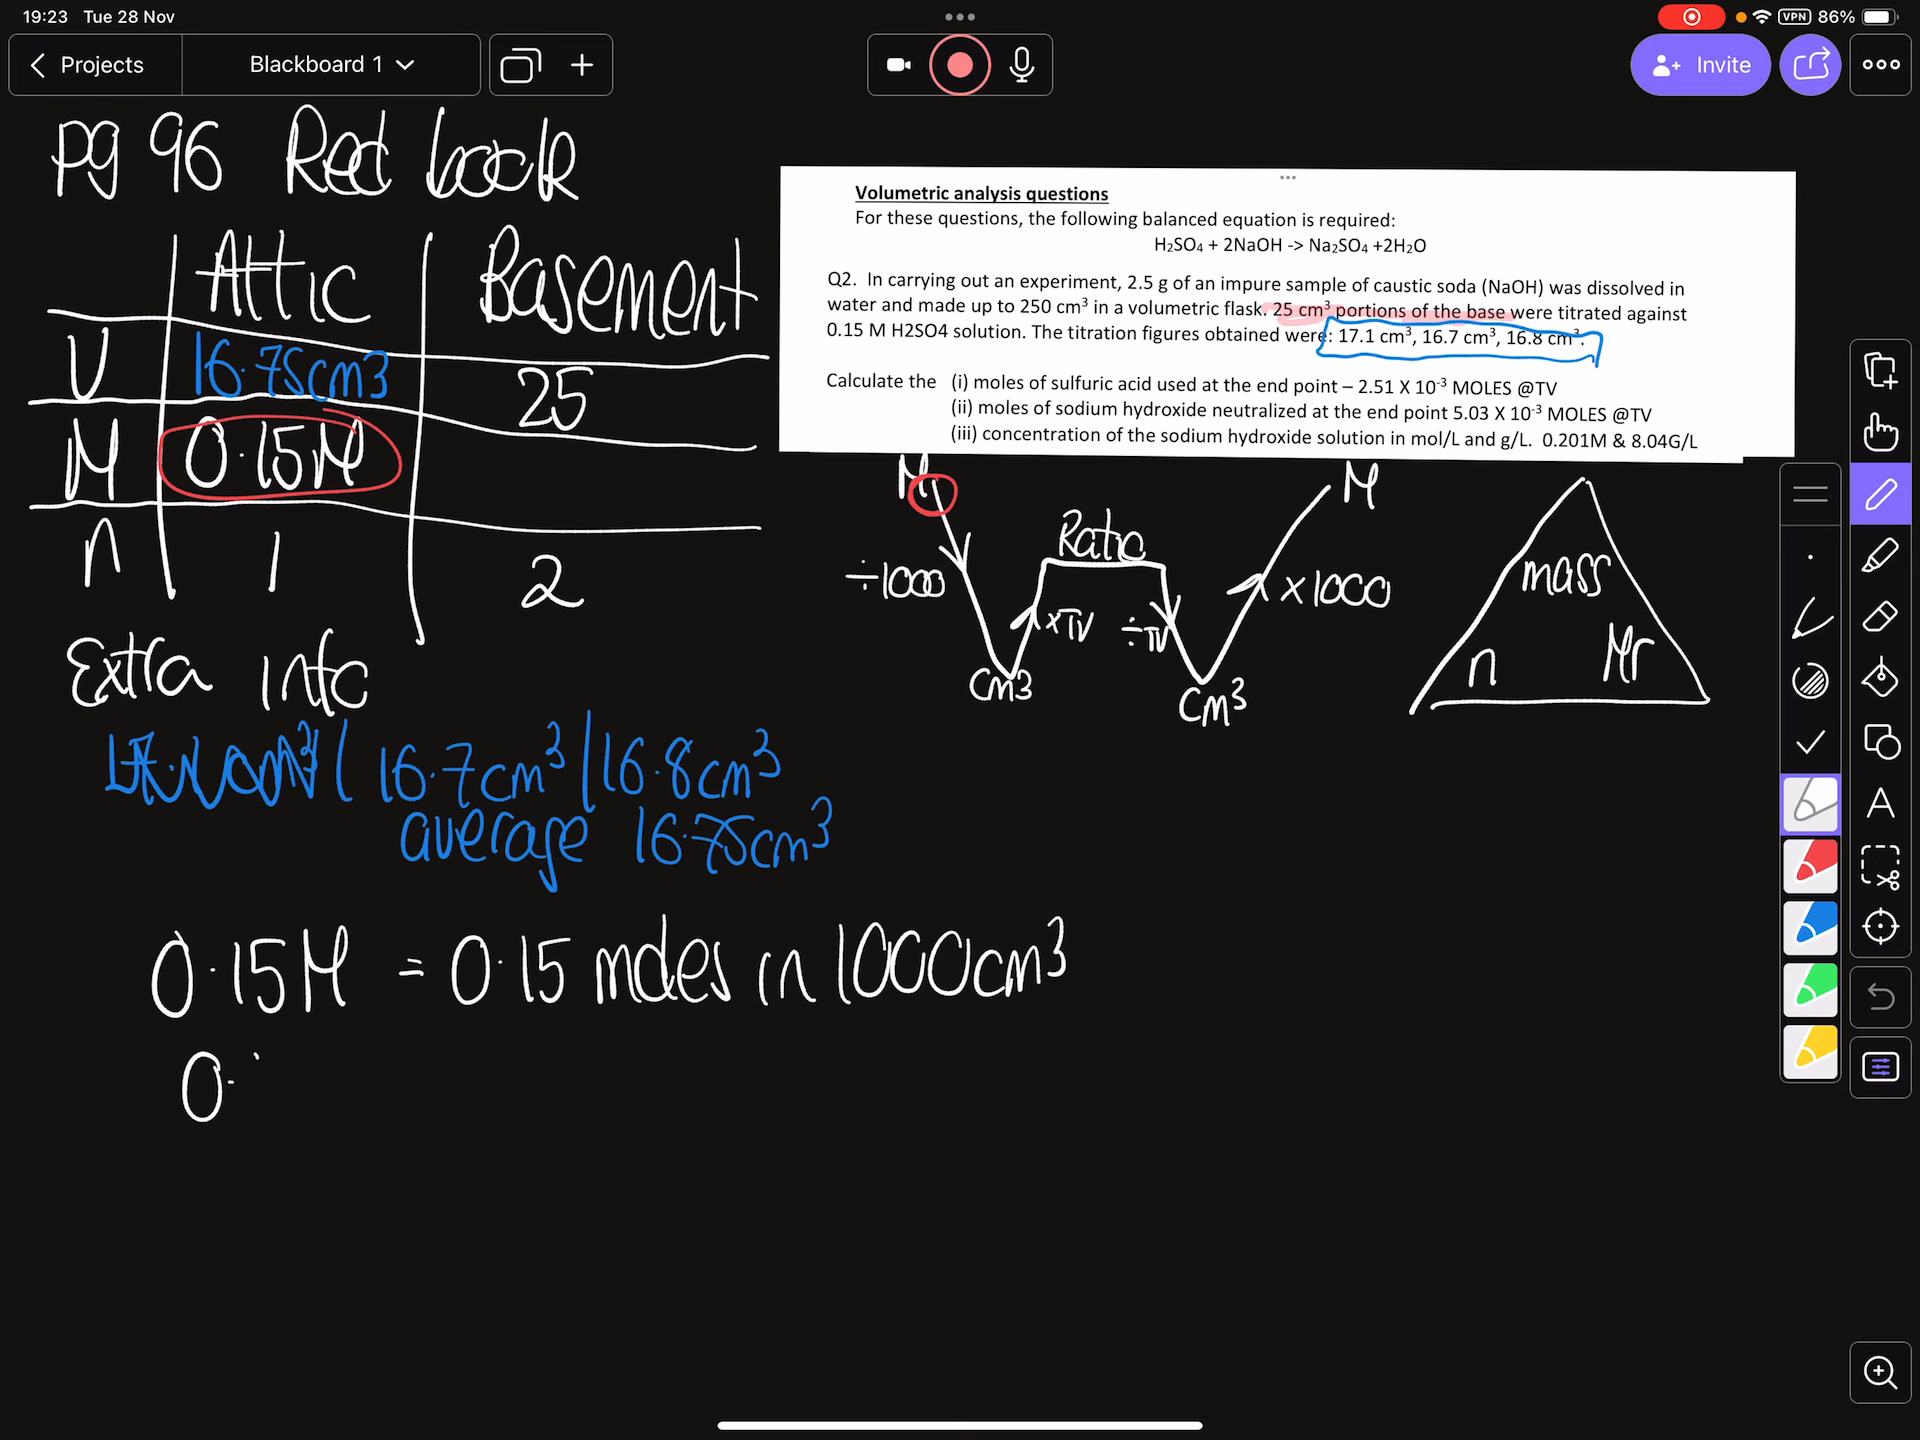 19:23 Tue 28 Nov
VPN 86%
Projects
Blackboard 1
Invite
pg 96 Red book
Attic Basement
V 16.75cm3 25
M 0.15M
n 1 2
Extra info
16.7cm³ | 16.8cm³
average 16.75cm³
0.15M = 0.15 moles in 1000cm³
0.
Volumetric analysis questions
For these questions, the following balanced equation is required:
H₂SO₄ + 2NaOH -> Na₂SO₄ +2H₂O
Q2. In carrying out an experiment, 2.5 g of an impure sample of caustic soda (NaOH) was dissolved in
water and made up to 250 cm³ in a volumetric flask. 25 cm³ portions of the base were titrated against
0.15 M H2SO4 solution. The titration figures obtained were: 17.1 cm³, 16.7 cm³, 16.8 cm³.
Calculate the (i) moles of sulfuric acid used at the end point – 2.51 X 10⁻³ MOLES @TV
(ii) moles of sodium hydroxide neutralized at the end point 5.03 X 10⁻³ MOLES @TV
(iii) concentration of the sodium hydroxide solution in mol/L and g/L. 0.201M & 8.04G/L
M
÷1000
cm3
xTV
Ratio
÷TV
cm³
x1000
M
mass
n Mr
A